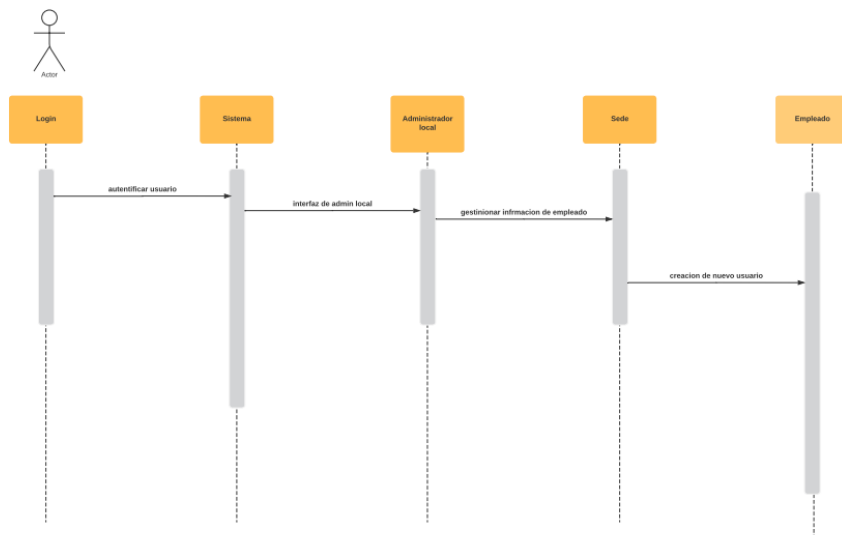 Actor
Login
Sistema
Administrador
local
Sede
Empleado
autentificar usuario
interfaz de admin local
gestinionar infrmacion de empleado
creacion de nuevo usuario